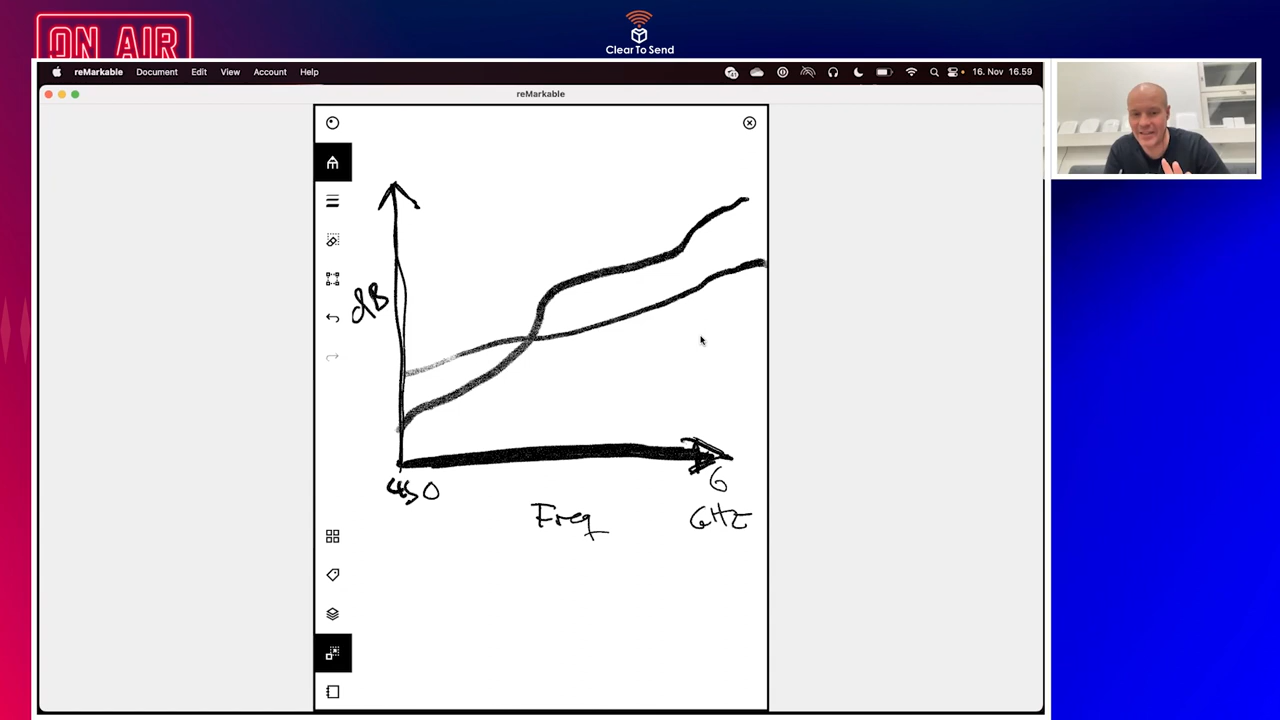 ON AIR
Clear To Send
reMarkable Document Edit View Account Help 16. Nov 16.59
reMarkable
dB
450
6
Freq
GHz